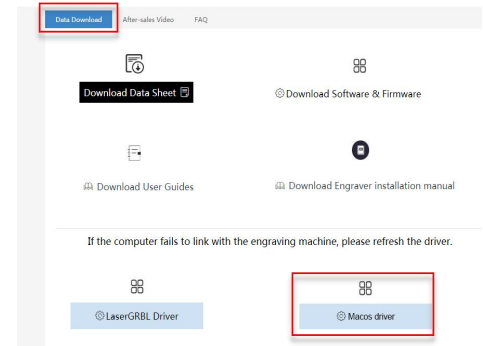 Data Download After-sales Video FAQ
Download Data Sheet
Download Software & Firmware
Download User Guides
Download Engraver installation manual
If the computer fails to link with the engraving machine, please refresh the driver.
LaserGRBL Driver
Macos driver